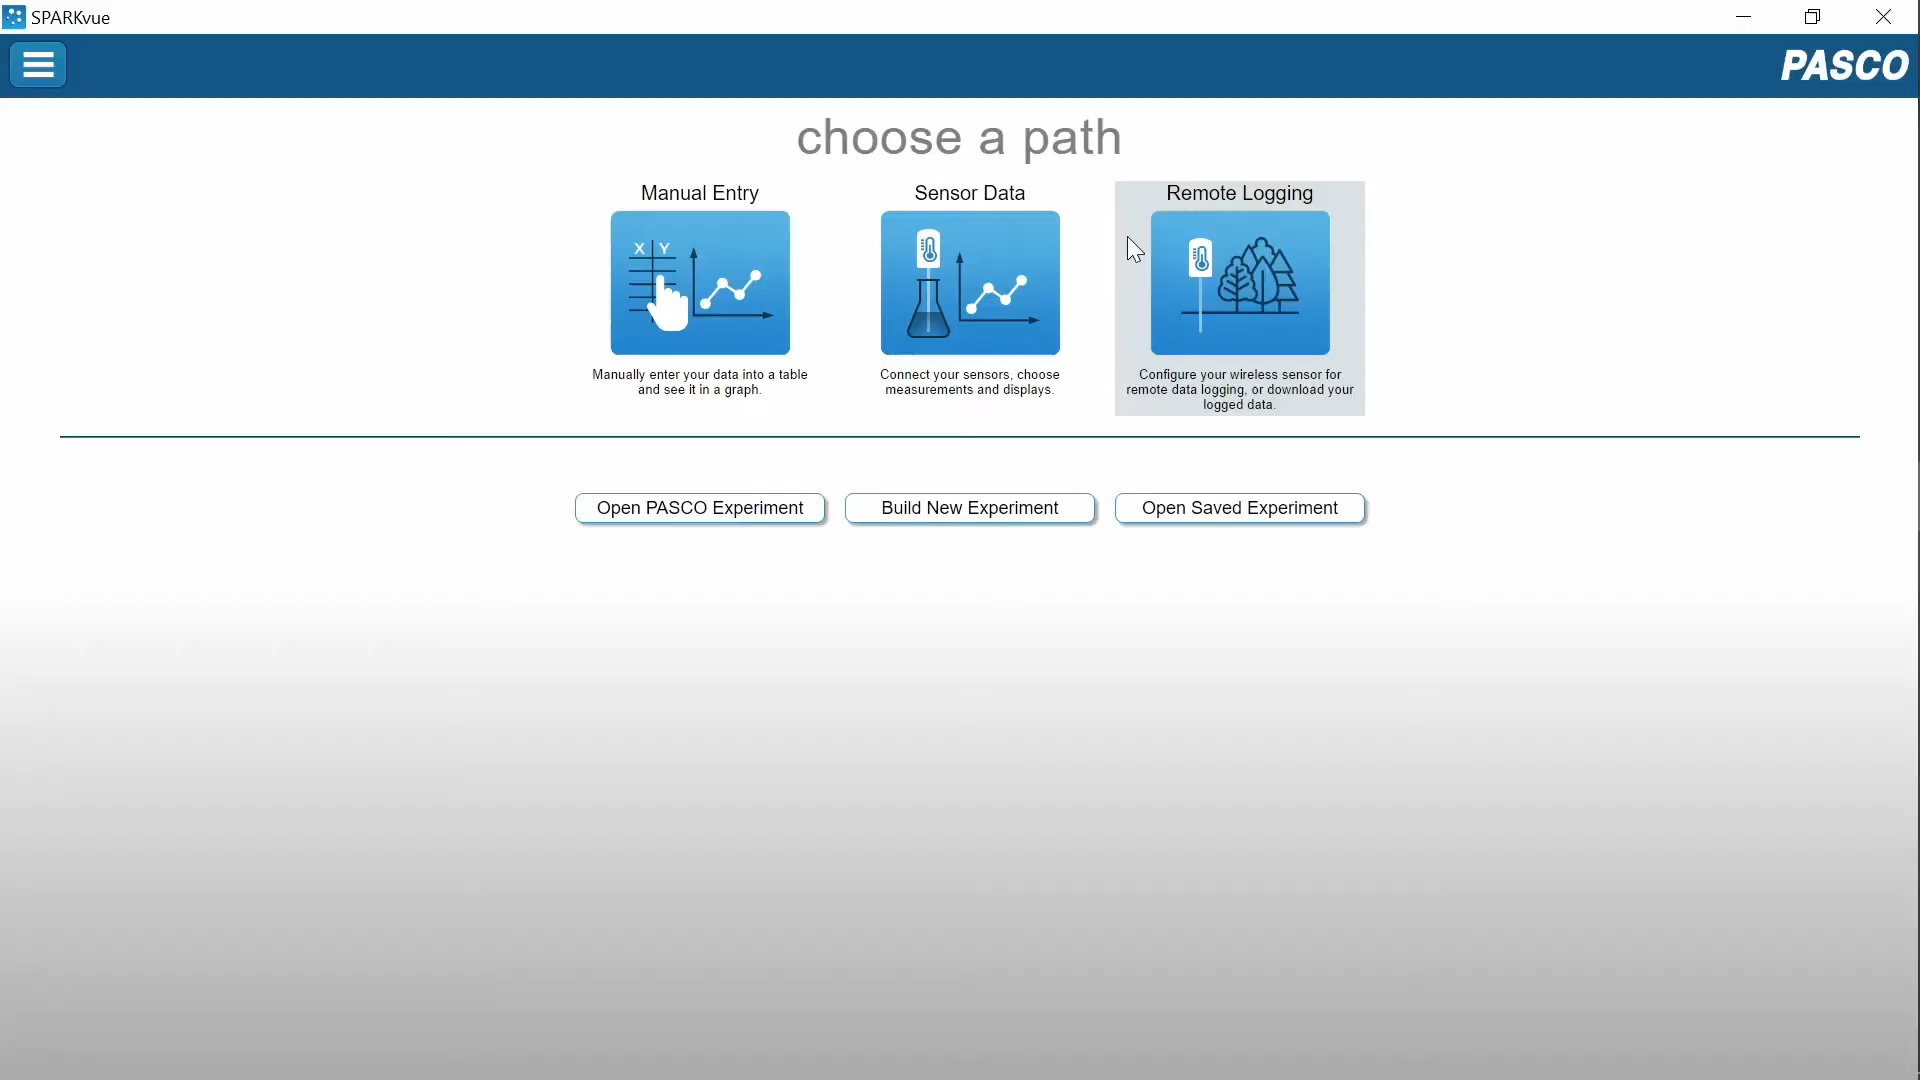 SPARKvue
PASCO
choose a path
Manual Entry
X Y
Manually enter your data into a table
and see it in a graph.
Sensor Data
Connect your sensors, choose
measurements and displays.
Remote Logging
Configure your wireless sensor for
remote data logging, or download your
logged data.
Open PASCO Experiment
Build New Experiment
Open Saved Experiment